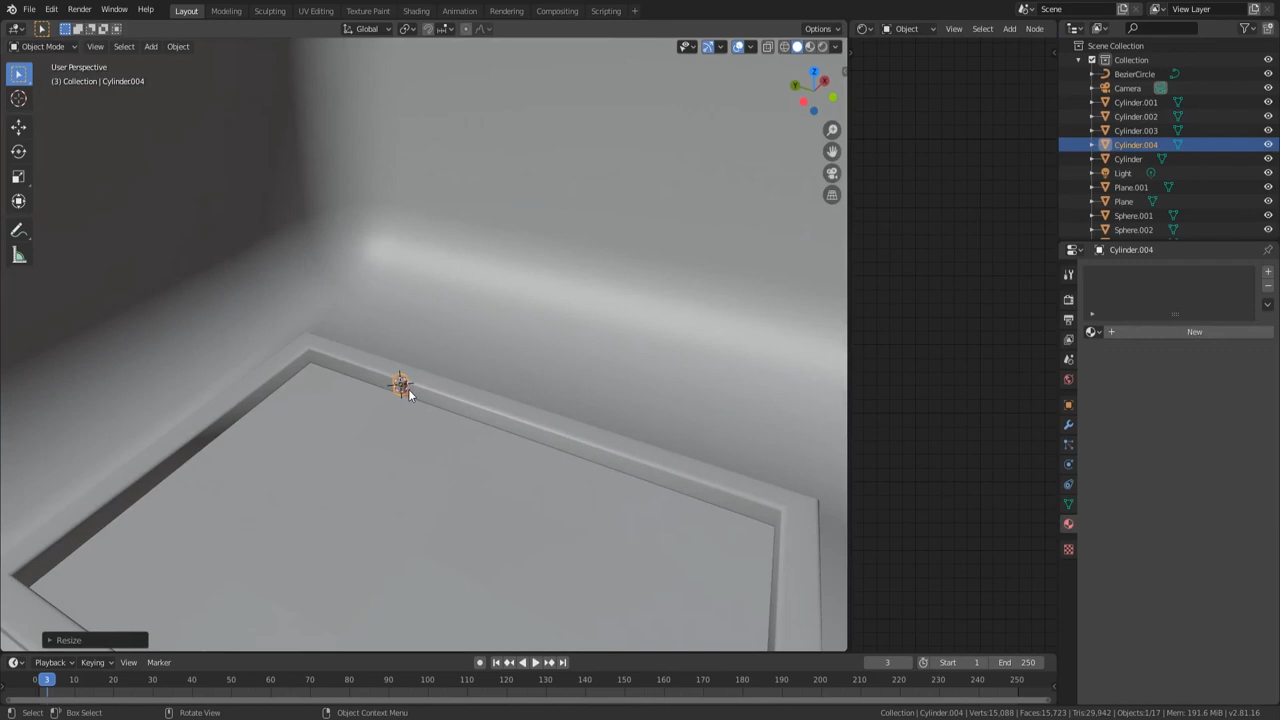 File Edit Render Window Help Layout Modeling Sculpting UV Editing Texture Paint Shading Animation Rendering Compositing Scripting + Scene View Layer
Global Options Object View Select Add Node
Object Mode View Select Add Object
User Perspective
(3) Collection | Cylinder.004
Z
X
Y
Scene Collection
Collection
BezierCircle
Camera
Cylinder.001
Cylinder.002
Cylinder.003
Cylinder.004
Cylinder
Light
Plane.001
Plane
Sphere.001
Sphere.002
Cylinder.004
New
Resize
Playback Keying View Marker 3 Start 1 End 250
0 3 10 20 30 40 50 60 70 80 90 100 110 120 130 140 150 160 170 180 190 200 210 220 230 240 250
Select Box Select Rotate View Object Context Menu Collection | Cylinder.004 | Verts:15,088 | Faces:15,723 | Tris:29,942 | Objects:1/17 | Mem: 191.6 MiB | v2.81.16